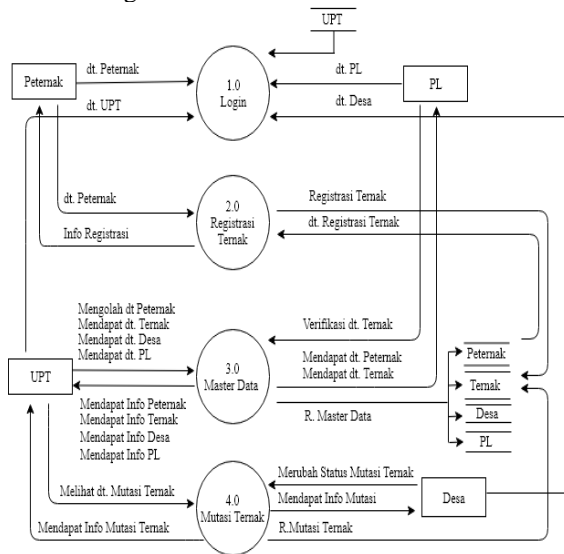 UPT
dt. Peternak
dt. PL
Peternak
1.0
Login
PL
dt. UPT
dt. Desa
dt. Peternak
Info Registrasi
2.0
Registrasi
Ternak
Registrasi Ternak
dt. Registrasi Ternak
Mengolah dt Peternak
Mendapat dt. Ternak
Mendapat dt. Desa
Mendapat dt. PL
Verifikasi dt. Ternak
UPT
3.0
Master Data
Mendapat dt. Peternak
Mendapat dt. Ternak
R. Master Data
Peternak
Ternak
Desa
PL
Mendapat Info Peternak
Mendapat Info Ternak
Mendapat Info Desa
Mendapat Info PL
Melihat dt. Mutasi Ternak
Mendapat Info Mutasi Ternak
4.0
Mutasi Ternak
Merubah Status Mutasi Ternak
Mendapat Info Mutasi
R.Mutasi Ternak
Desa